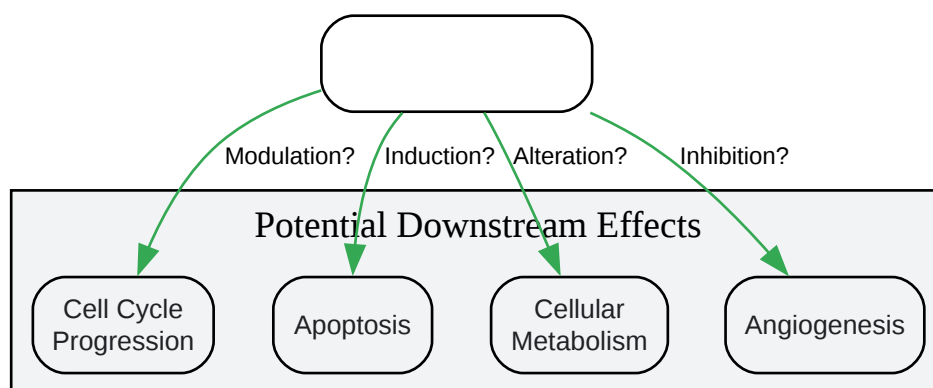 Modulation? Induction? Alteration? Inhibition?
Potential Downstream Effects
Cell Cycle
Progression
Apoptosis
Cellular
Metabolism
Angiogenesis